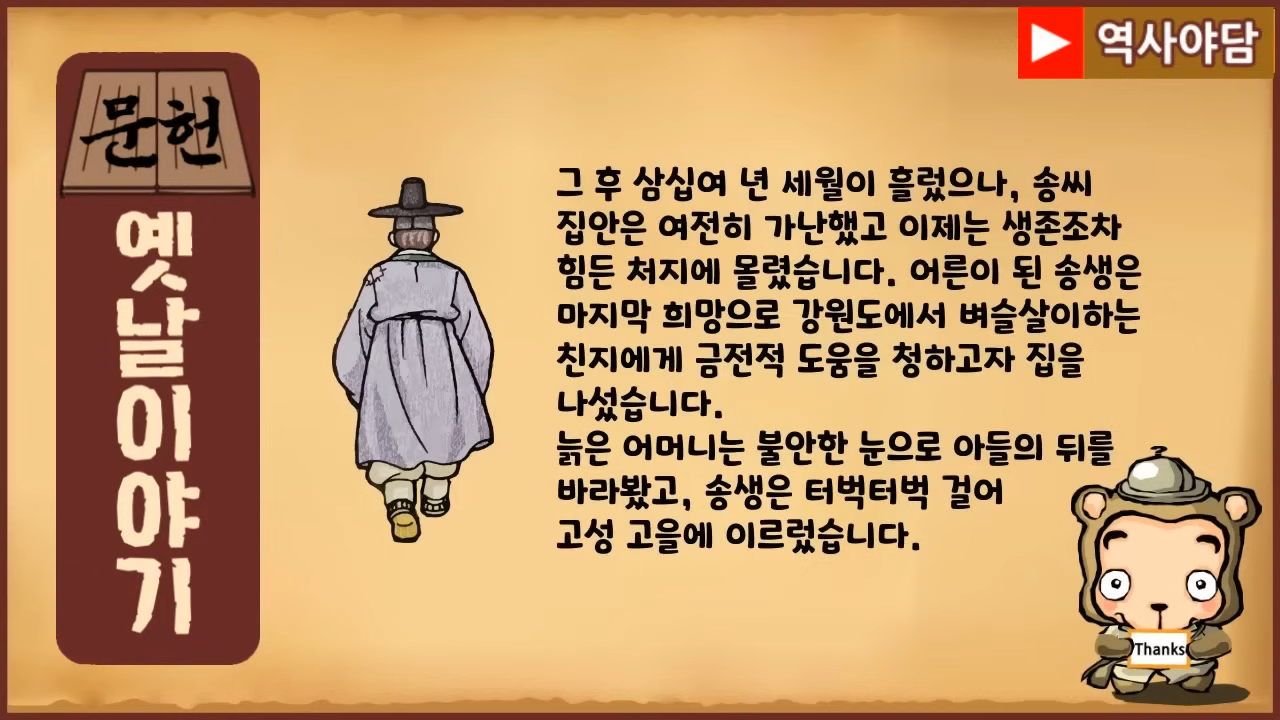 역사야담
문헌
옛날이야기
그 후 삼십여 년 세월이 흘렀으나, 송씨
집안은 여전히 가난했고 이제는 생존조차
힘든 처지에 몰렸습니다. 어른이 된 송생은
마지막 희망으로 강원도에서 벼슬살이하는
친지에게 금전적 도움을 청하고자 집을
나섰습니다.
늙은 어머니는 불안한 눈으로 아들의 뒤를
바라봤고, 송생은 터벅터벅 걸어
고성 고을에 이르렀습니다.
Thanks